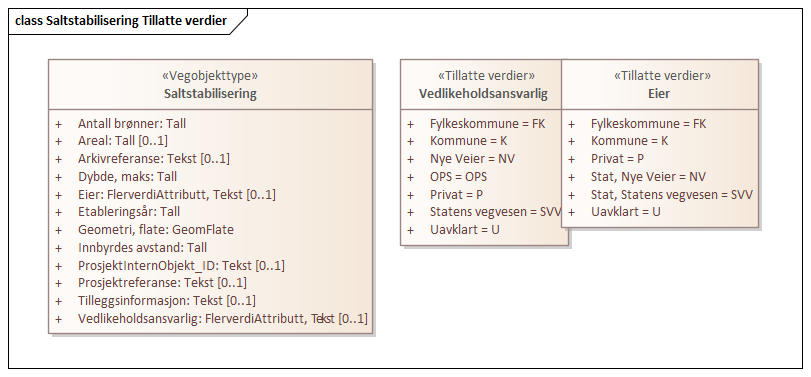 class Saltstabilisering Tillatte verdier
«Vegobjekttype»
Saltstabilisering
+ Antall brønner: Tall
+ Areal: Tall [0..1]
+ Arkivreferanse: Tekst [0..1]
+ Dybde, maks: Tall
+ Eier: FlerverdiAttributt, Tekst [0..1]
+ Etableringsår: Tall
+ Geometri, flate: GeomFlate
+ Innbyrdes avstand: Tall
+ ProsjektInternObjekt_ID: Tekst [0..1]
+ Prosjektreferanse: Tekst [0..1]
+ Tilleggsinformasjon: Tekst [0..1]
+ Vedlikeholdsansvarlig: FlerverdiAttributt, Tekst [0..1]
«Tillatte verdier»
Vedlikeholdsansvarlig
+ Fylkeskommune = FK
+ Kommune = K
+ Nye Veier = NV
+ OPS = OPS
+ Privat = P
+ Statens vegvesen = SVV
+ Uavklart = U
«Tillatte verdier»
Eier
+ Fylkeskommune = FK
+ Kommune = K
+ Privat = P
+ Stat, Nye Veier = NV
+ Stat, Statens vegvesen = SVV
+ Uavklart = U